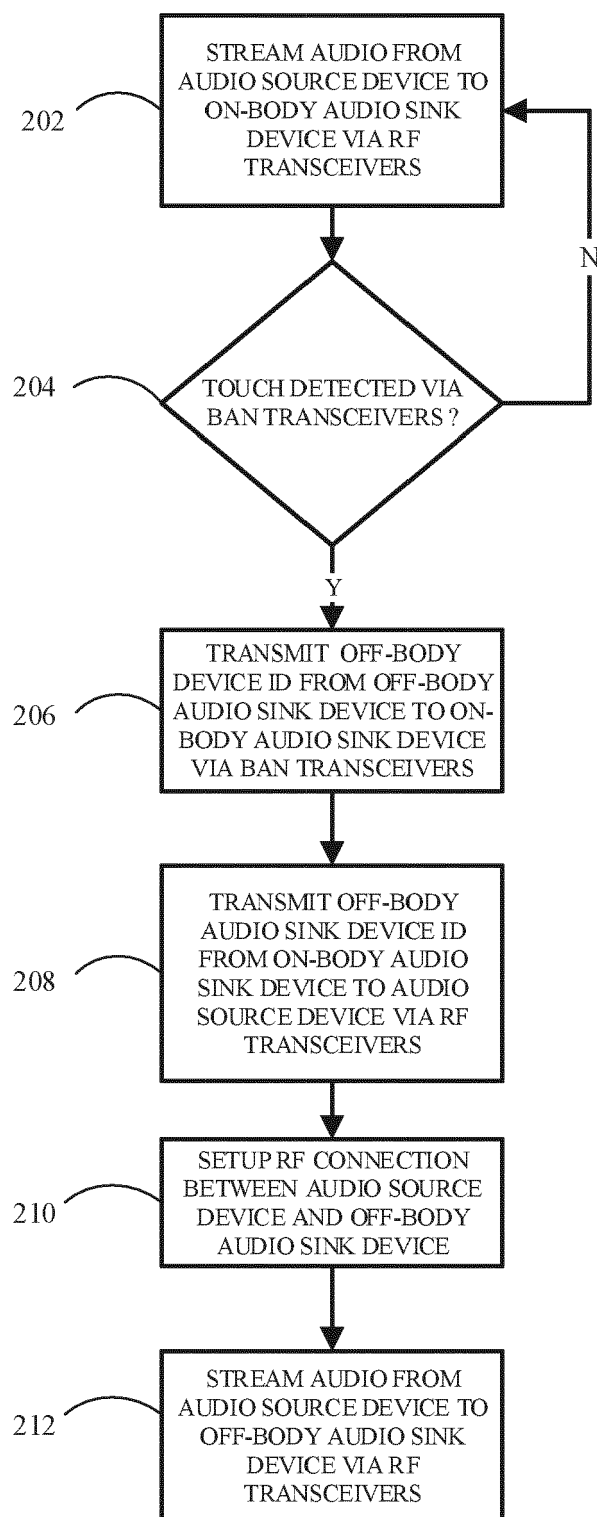 STREAM AUDIO FROM
AUDIO SOURCE DEVICE TO
ON-BODY AUDIO SINK
DEVICE VIA RF
TRANSCEIVERS
202
N
204
TOUCH DETECTED VIA
BAN TRANSCEIVERS ?
Y
TRANSMIT OFF-BODY
DEVICE ID FROM OFF-BODY
AUDIO SINK DEVICE TO ON-
BODY AUDIO SINK DEVICE
VIA BAN TRANSCEIVERS
206
TRANSMIT OFF-BODY
AUDIO SINK DEVICE ID
FROM ON-BODY AUDIO
SINK DEVICE TO AUDIO
SOURCE DEVICE VIA RF
TRANSCEIVERS
208
SETUP RF CONNECTION
BETWEEN AUDIO SOURCE
DEVICE AND OFF-BODY
AUDIO SINK DEVICE
210
STREAM AUDIO FROM
AUDIO SOURCE DEVICE TO
OFF-BODY AUDIO SINK
DEVICE VIA RF
TRANSCEIVERS
212